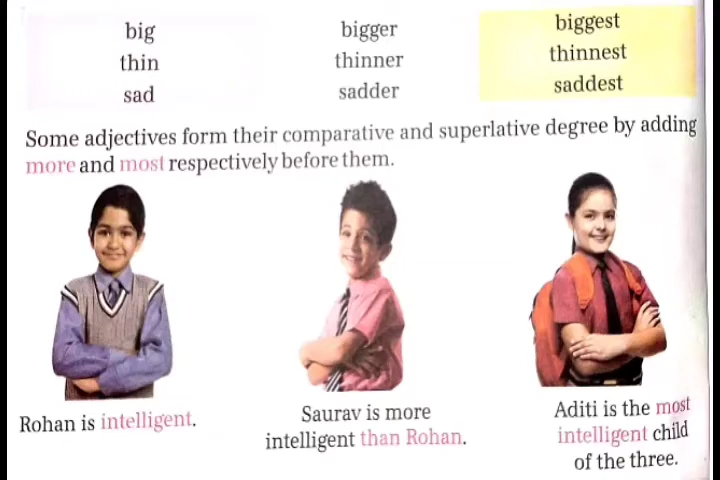 big bigger biggest
thin thinner thinnest
sad sadder saddest
Some adjectives form their comparative and superlative degree by adding
more and most respectively before them.
Rohan is intelligent.
Saurav is more
intelligent than Rohan.
Aditi is the most
intelligent child
of the three.